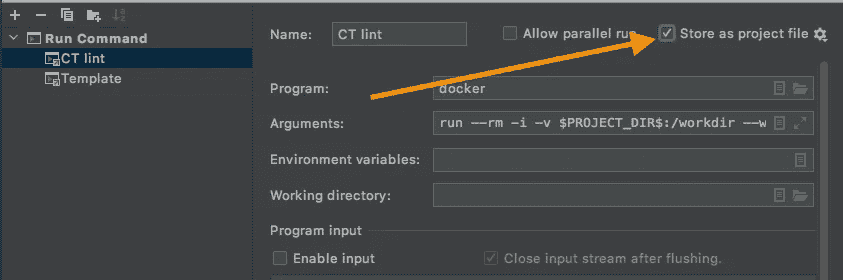 Run Command
CT lint
Template
Name: CT lint Allow parallel run Store as project file
Program: docker
Arguments: run --rm -i -v $PROJECT_DIR$:/workdir --w
Environment variables:
Working directory:
Program input
Enable input Close input stream after flushing.